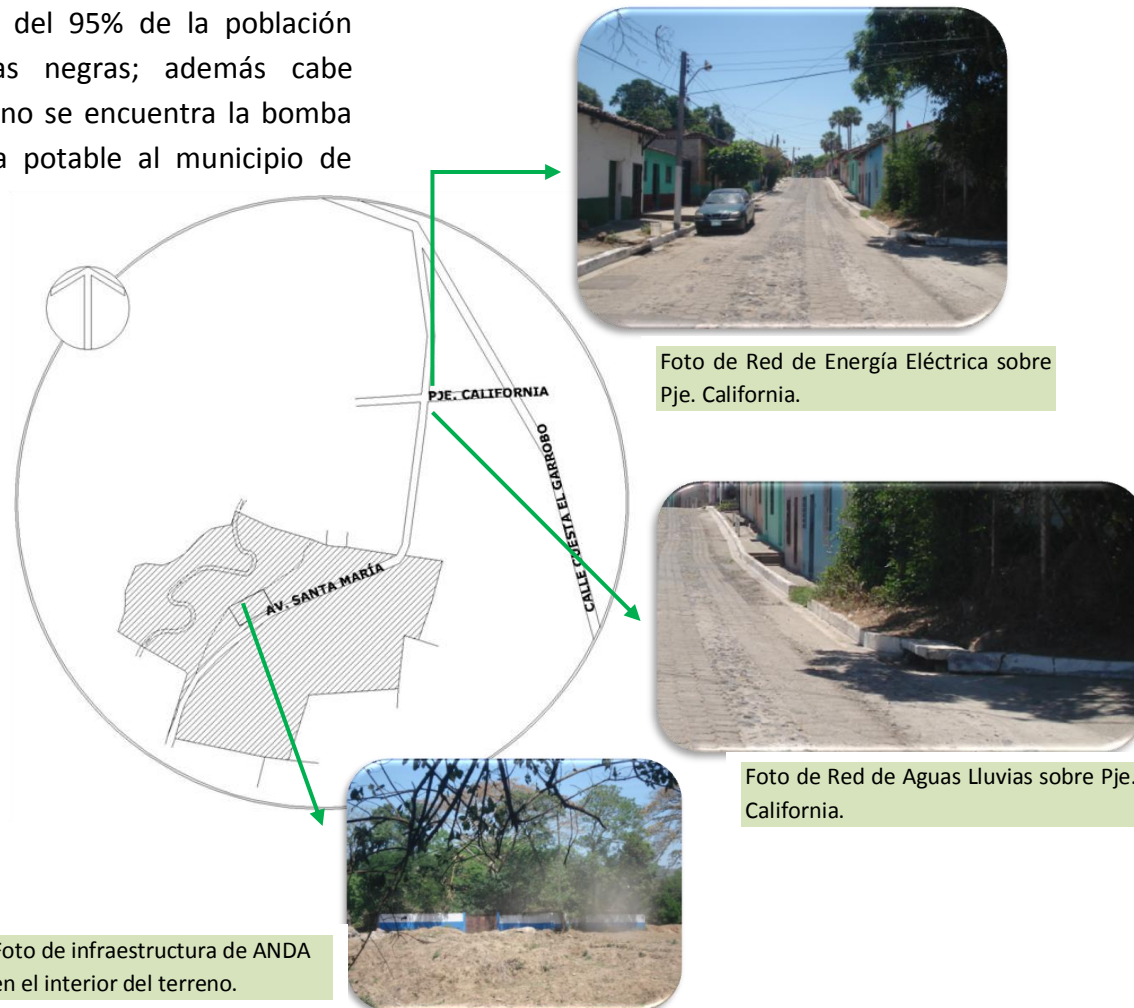 del 95% de la población
negras; además cabe
se encuentra la bomba
potable al municipio de
PJE. CALIFORNIA
CALLE CUESTA EL GARROBO
AV. SANTA MARÍA
Foto de Red de Energía Eléctrica sobre
Pje. California.
Foto de Red de Aguas Lluvias sobre Pje.
California.
Foto de infraestructura de ANDA
en el interior del terreno.